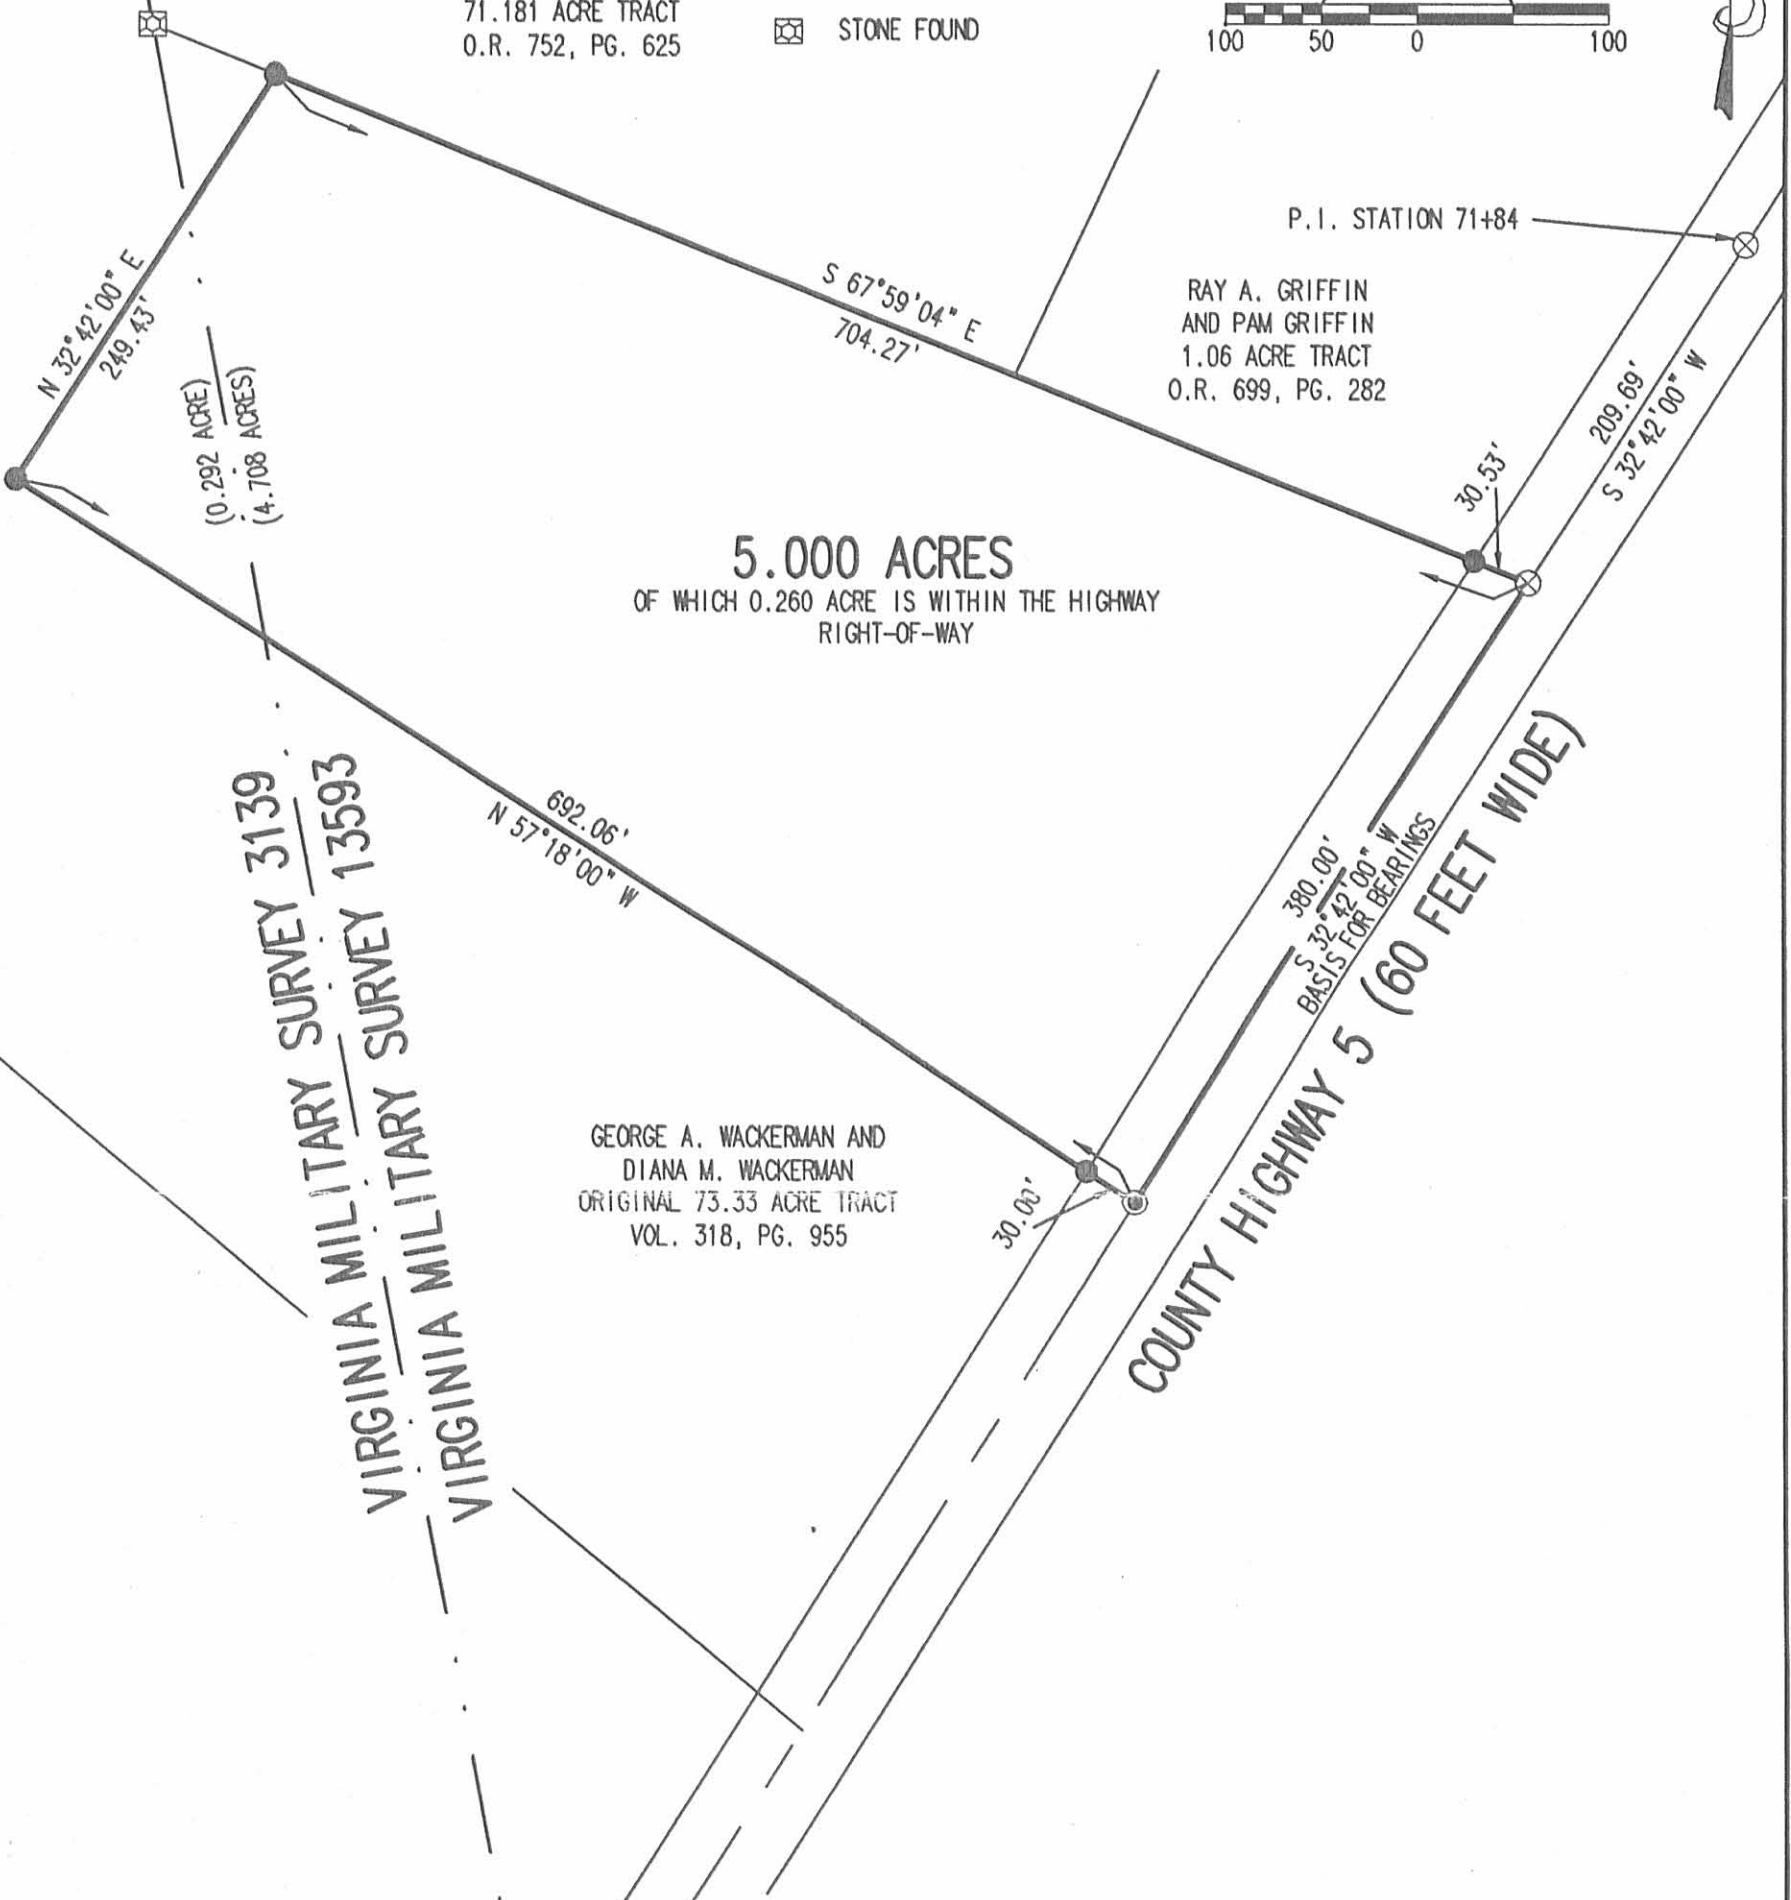 71.181 ACRE TRACT
O.R. 752, PG. 625
STONE FOUND
100 50 0 100
P.I. STATION 71+84
N 32°42'00" E
249.43'
S 67°59'04" E
704.27'
RAY A. GRIFFIN
AND PAM GRIFFIN
1.06 ACRE TRACT
O.R. 699, PG. 282
209.69'
S 32°42'00" W
30.53'
(0.292 ACRE)
(4.708 ACRES)
5.000 ACRES
OF WHICH 0.260 ACRE IS WITHIN THE HIGHWAY
RIGHT-OF-WAY
692.06'
N 57°18'00" W
380.00'
S 32°42'00" W
BASIS FOR BEARINGS
COUNTY HIGHWAY 5 (60 FEET WIDE)
VIRGINIA MILITARY SURVEY 3139
VIRGINIA MILITARY SURVEY 13593
GEORGE A. WACKERMAN AND
DIANA M. WACKERMAN
ORIGINAL 73.33 ACRE TRACT
VOL. 318, PG. 955
30.00'